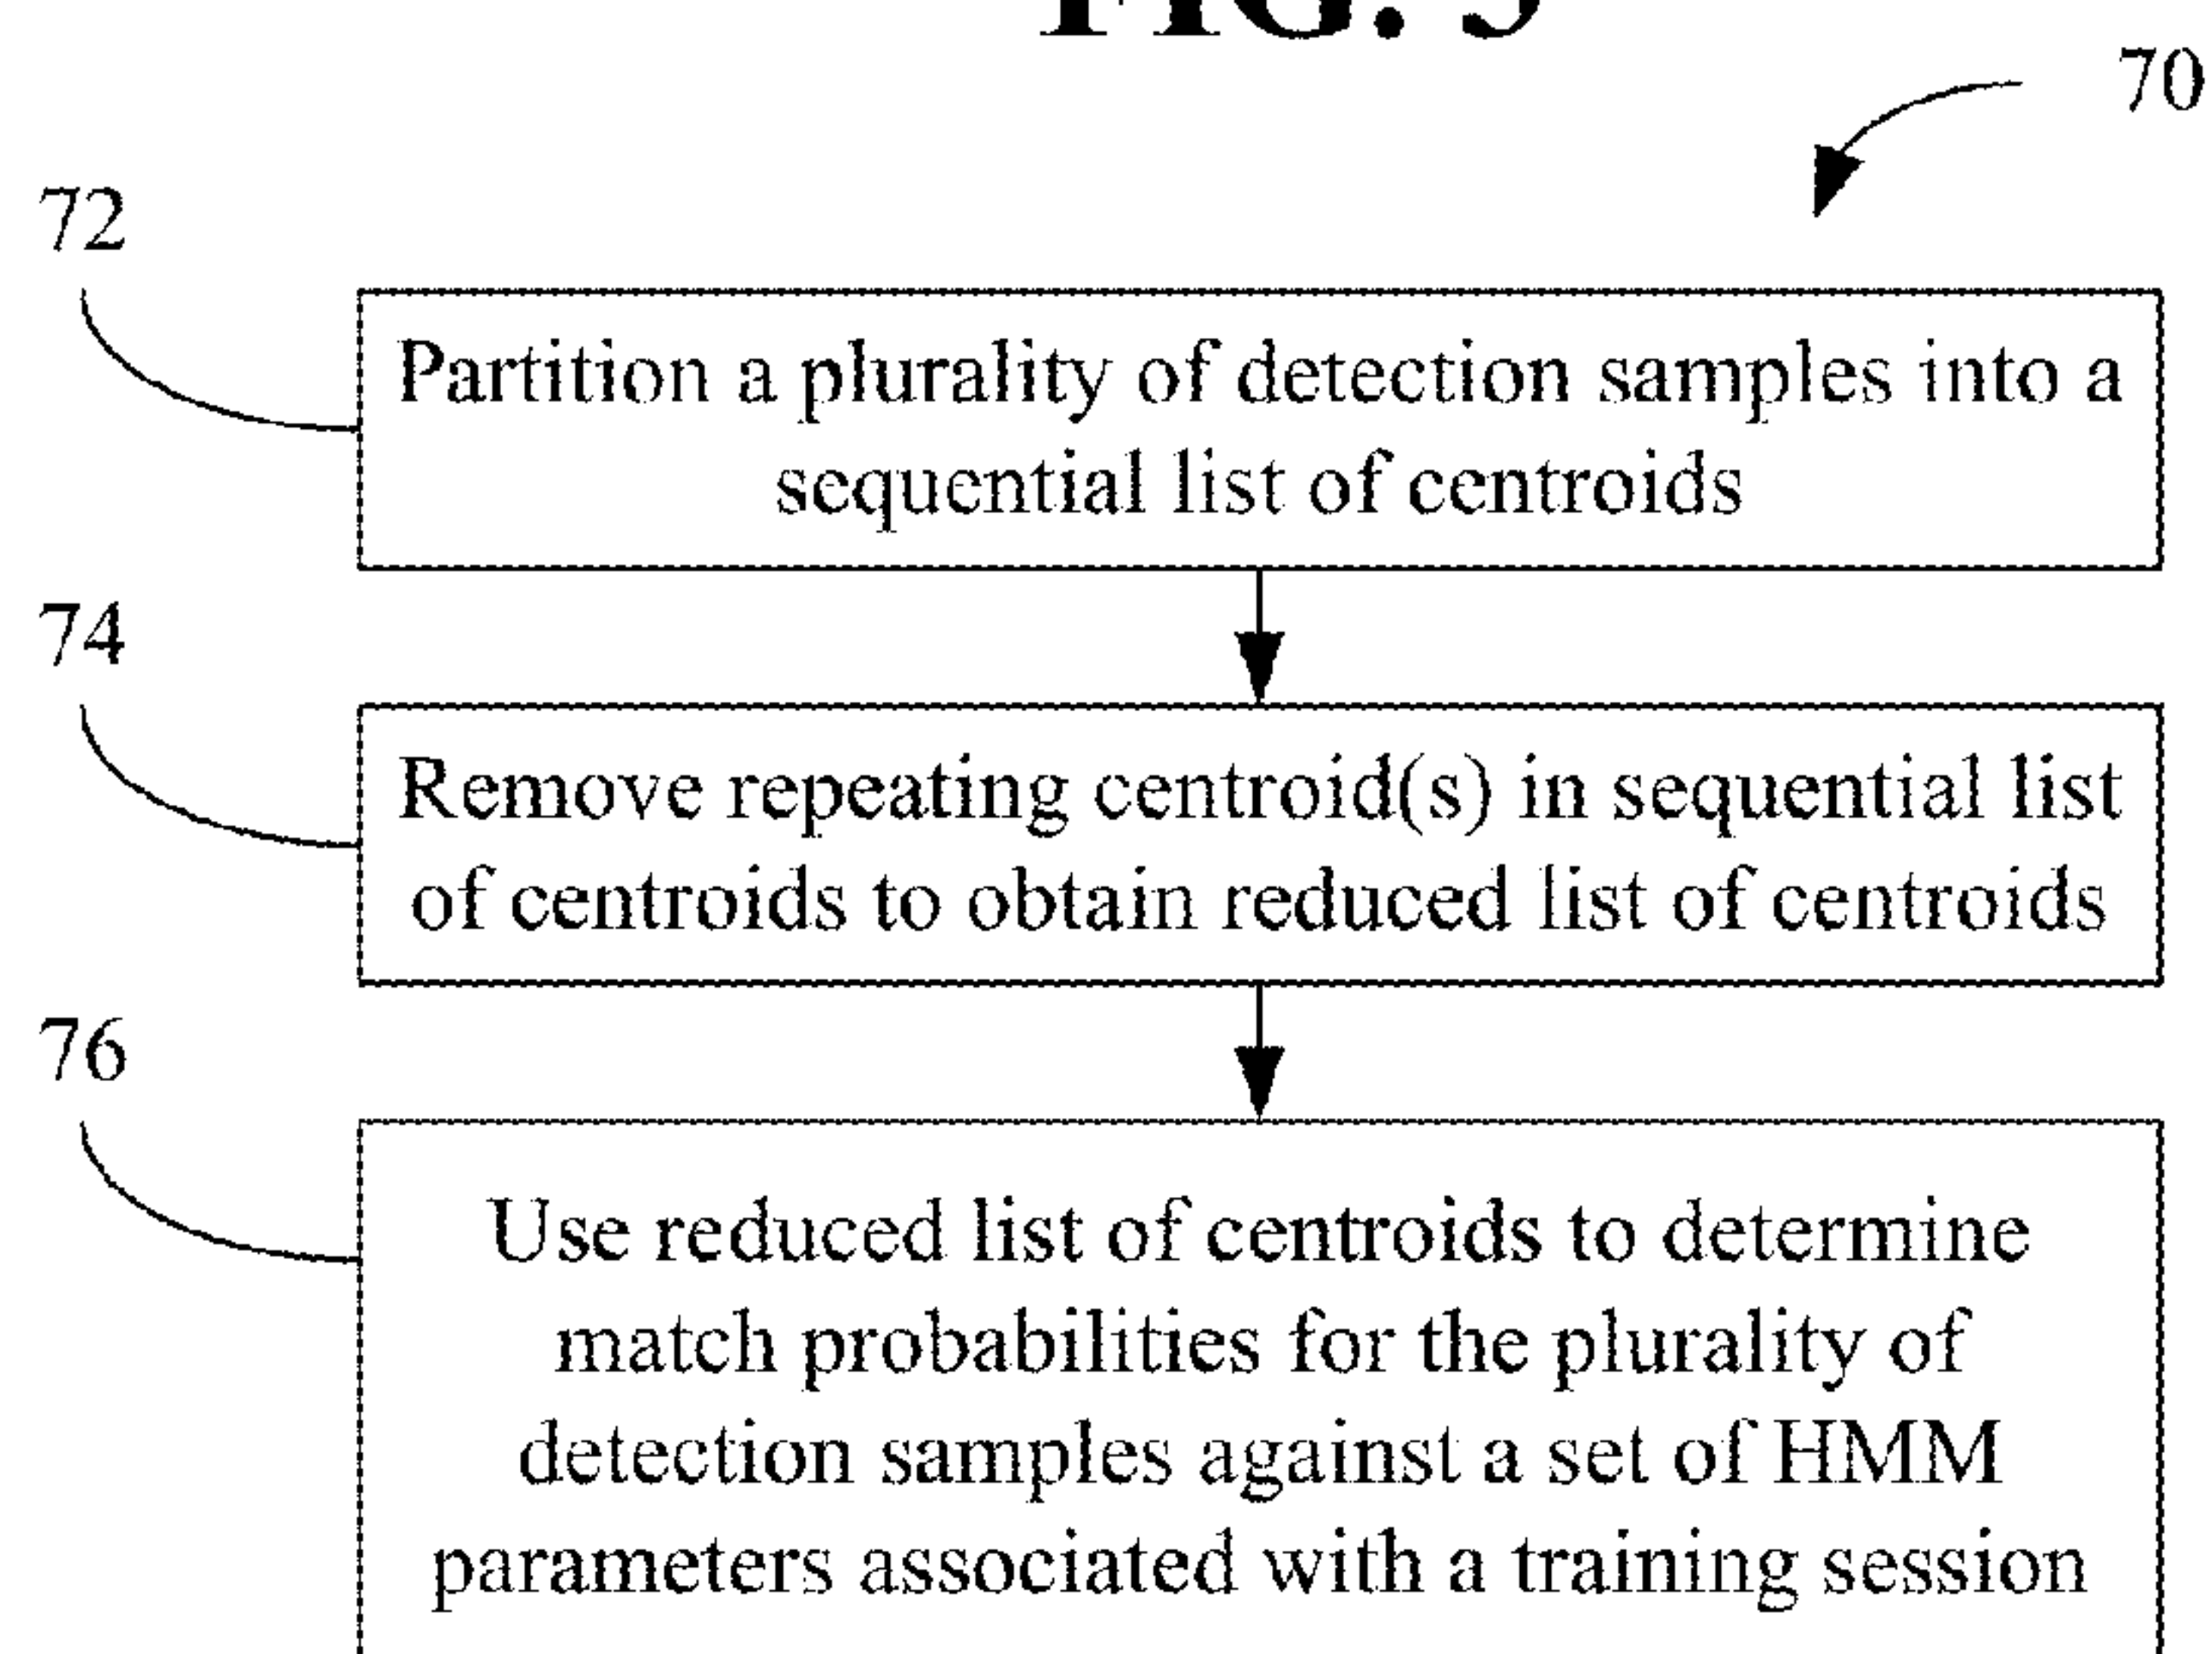 FIG. 5
70
72
Partition a plurality of detection samples into a
sequential list of centroids
74
Remove repeating centroid(s) in sequential list
of centroids to obtain reduced list of centroids
76
Use reduced list of centroids to determine
match probabilities for the plurality of
detection samples against a set of HMM
parameters associated with a training session